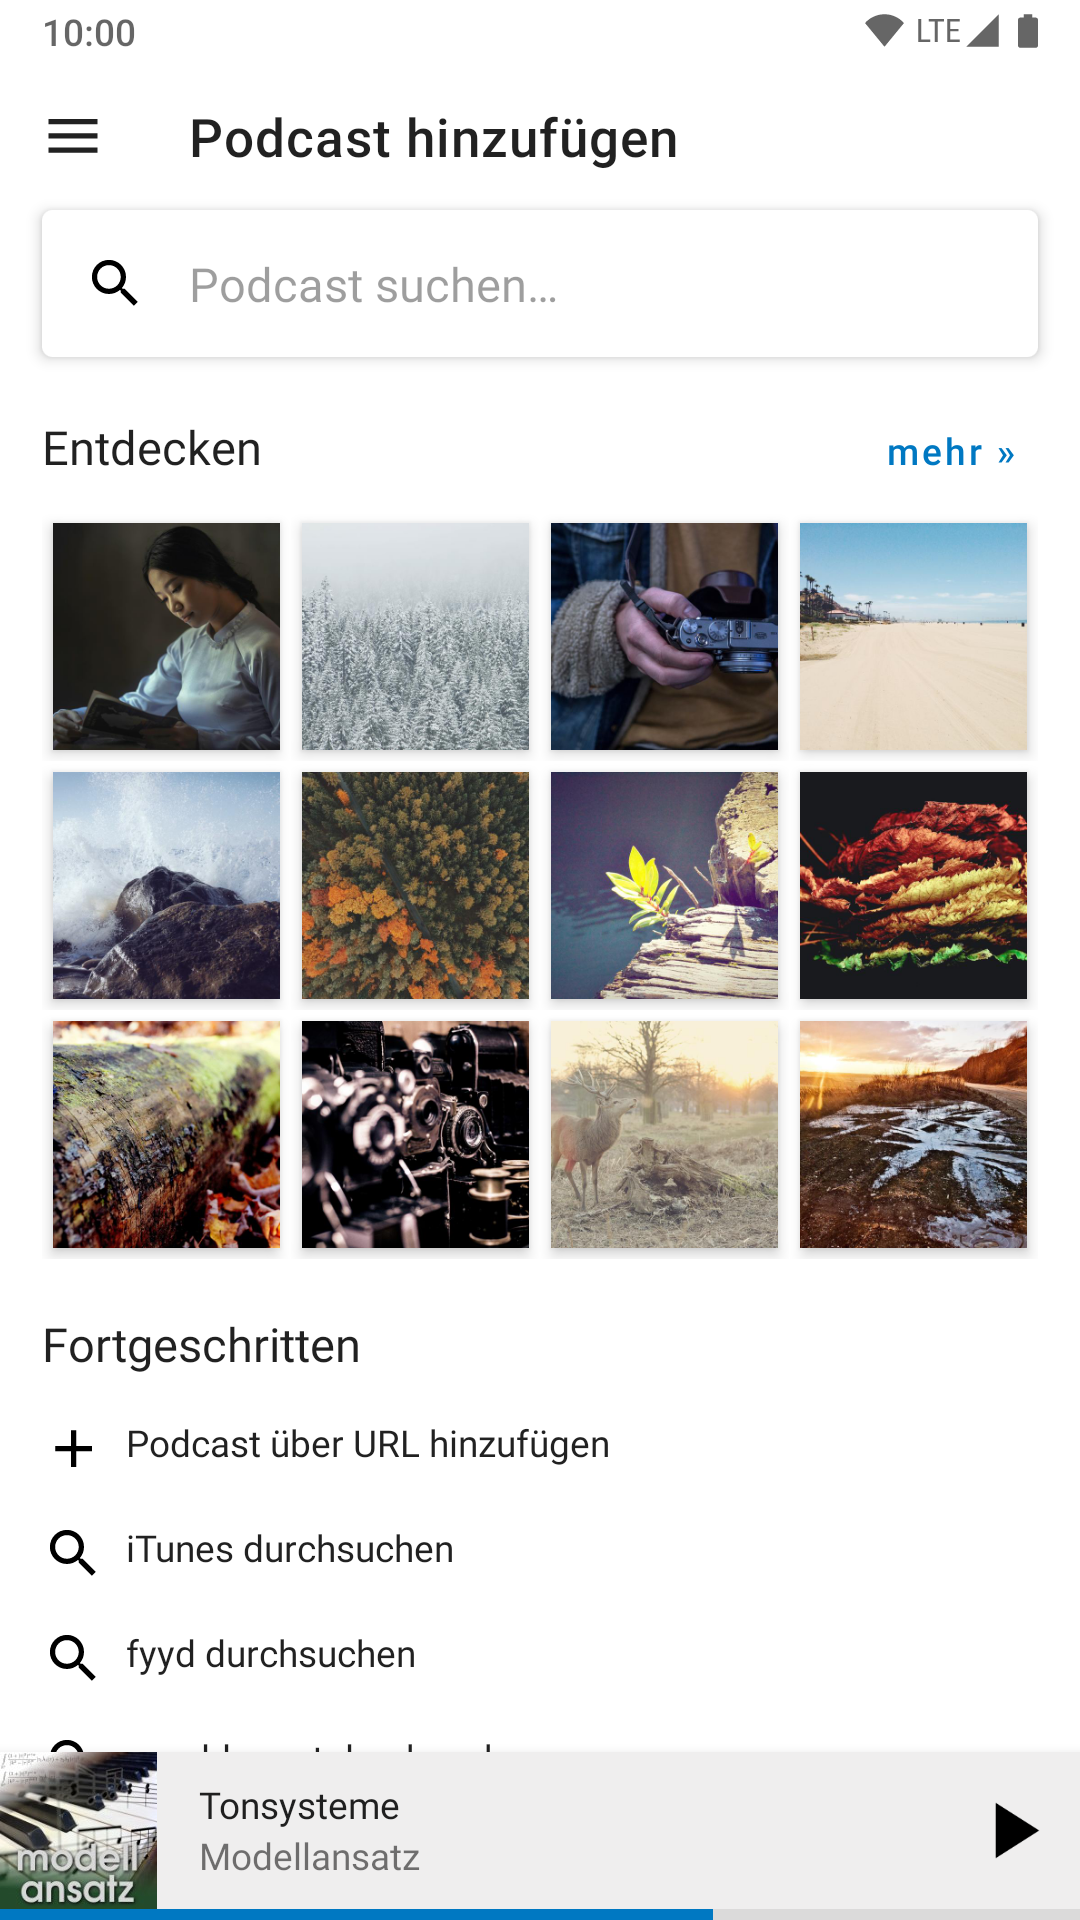 10:00
LTE
Podcast hinzufügen
Podcast suchen…
Entdecken
mehr »
Fortgeschritten
Podcast über URL hinzufügen
iTunes durchsuchen
fyyd durchsuchen
Tonsysteme
Modellansatz
modell
ansatz